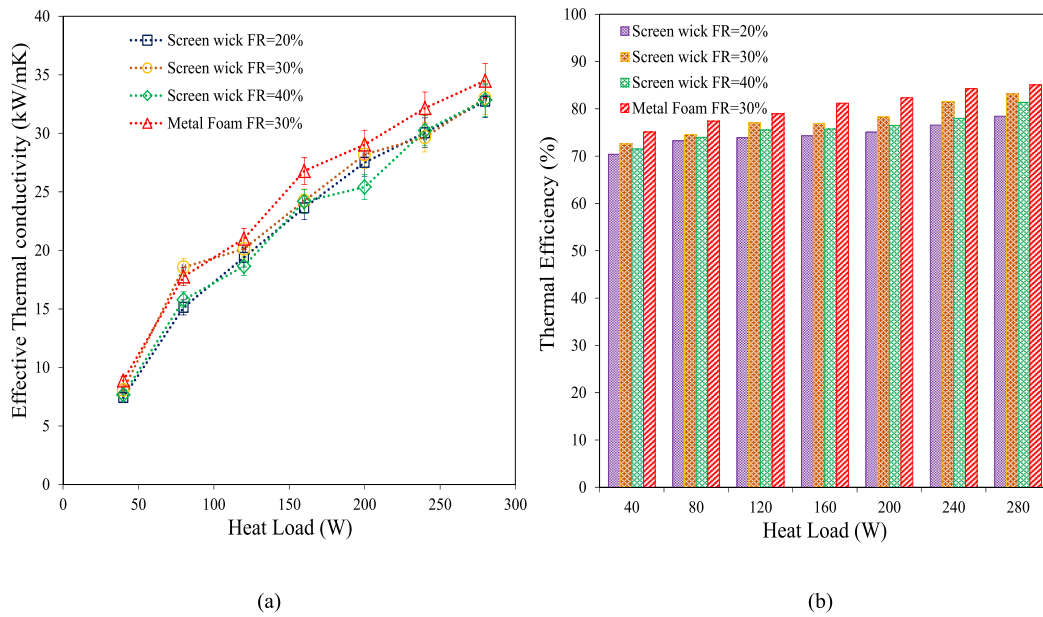 40
35
30
25
20
15
10
5
0
Effective Thermal conductivity (kW/mK)
Screen wick FR=20%
Screen wick FR=30%
Screen wick FR=40%
Metal Foam FR=30%
0 50 100 150 200 250 300
Heat Load (W)
(a)
100
90
80
70
60
50
40
30
20
10
0
Thermal Efficiency (%)
Screen wick FR=20%
Screen wick FR=30%
Screen wick FR=40%
Metal Foam FR=30%
40 80 120 160 200 240 280
Heat Load (W)
(b)